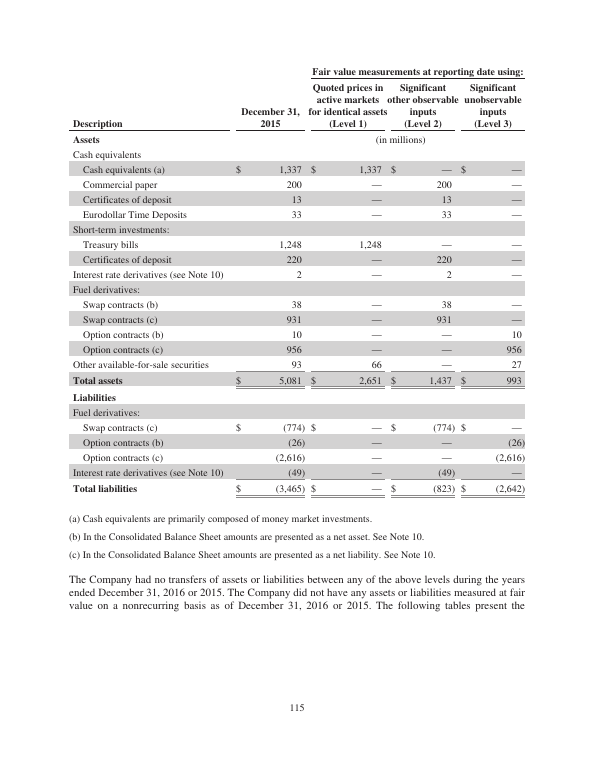 Fair value measurements at reporting date using:
Quoted prices in Significant Significant
active markets other observable unobservable
December 31, for identical assets inputs inputs
Description 2015 (Level 1) (Level 2) (Level 3)
Assets (in millions)
Cash equivalents
Cash equivalents (a) $ 1,337 $ 1,337 $ — $ —
Commercial paper 200 — 200 —
Certificates of deposit 13 — 13 —
Eurodollar Time Deposits 33 — 33 —
Short-term investments:
Treasury bills 1,248 1,248 — —
Certificates of deposit 220 — 220 —
Interest rate derivatives (see Note 10) 2 — 2 —
Fuel derivatives:
Swap contracts (b) 38 — 38 —
Swap contracts (c) 931 — 931 —
Option contracts (b) 10 — — 10
Option contracts (c) 956 — — 956
Other available-for-sale securities 93 66 — 27
Total assets $ 5,081 $ 2,651 $ 1,437 $ 993
Liabilities
Fuel derivatives:
Swap contracts (c) $ (774) $ — $ (774) $ —
Option contracts (b) (26) — — (26)
Option contracts (c) (2,616) — — (2,616)
Interest rate derivatives (see Note 10) (49) — (49) —
Total liabilities $ (3,465) $ — $ (823) $ (2,642)
(a) Cash equivalents are primarily composed of money market investments.
(b) In the Consolidated Balance Sheet amounts are presented as a net asset. See Note 10.
(c) In the Consolidated Balance Sheet amounts are presented as a net liability. See Note 10.
The Company had no transfers of assets or liabilities between any of the above levels during the years
ended December 31, 2016 or 2015. The Company did not have any assets or liabilities measured at fair
value on a nonrecurring basis as of December 31, 2016 or 2015. The following tables present the
115